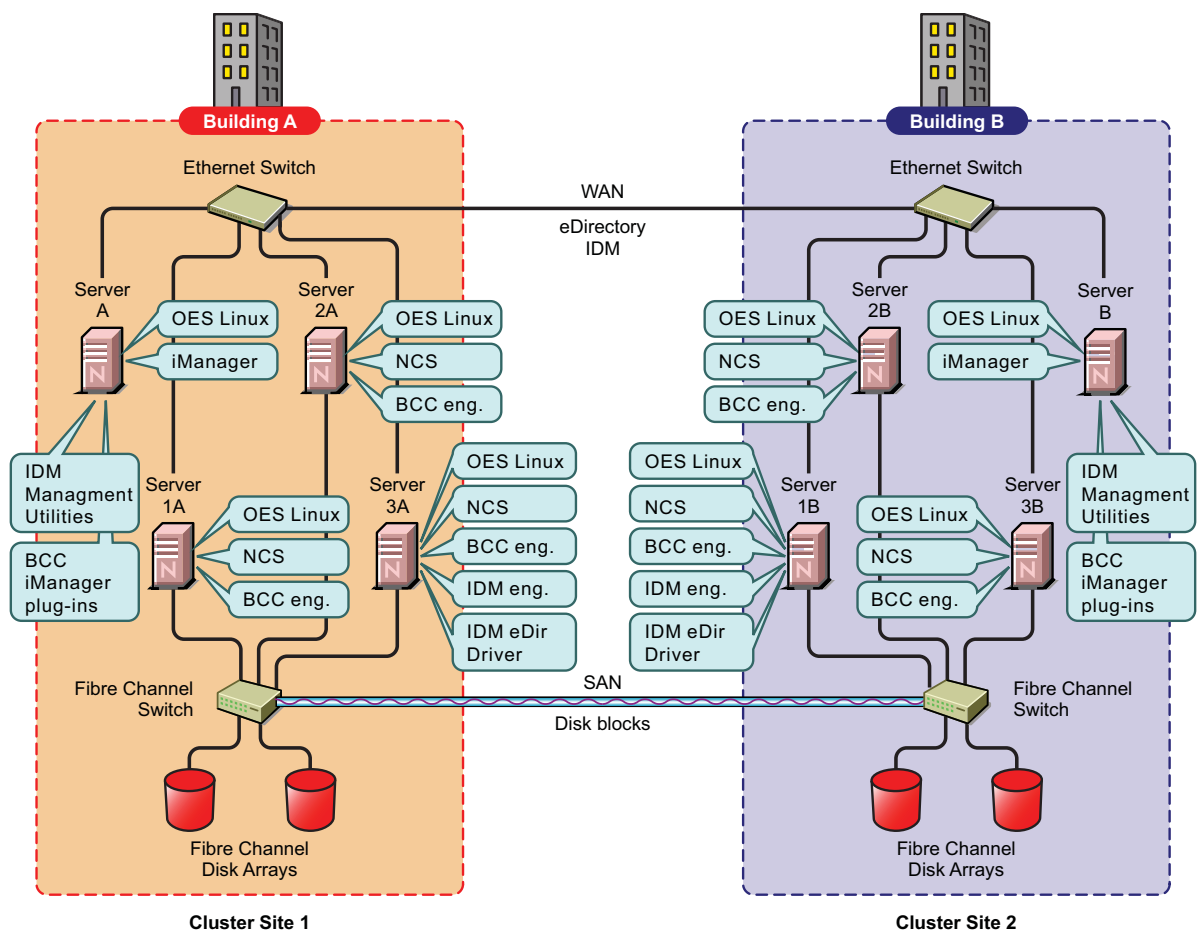 Building A
Building B
Ethernet Switch
Ethernet Switch
WAN
eDirectory
IDM
Server
A
OES Linux
iManager
IDM
Managment
Utilities
BCC
iManager
plug-ins
Server
2A
OES Linux
NCS
BCC eng.
Server
1A
OES Linux
NCS
BCC eng.
Server
3A
OES Linux
NCS
BCC eng.
IDM eng.
IDM eDir
Driver
Server
2B
OES Linux
NCS
BCC eng.
Server
B
OES Linux
iManager
IDM
Managment
Utilities
BCC
iManager
plug-ins
Server
1B
OES Linux
NCS
BCC eng.
IDM eng.
IDM eDir
Driver
Server
3B
OES Linux
NCS
BCC eng.
N
N
N
N
N
N
N
N
Fibre Channel
Switch
SAN
Disk blocks
Fibre Channel
Switch
Fibre Channel
Disk Arrays
Fibre Channel
Disk Arrays
Cluster Site 1
Cluster Site 2